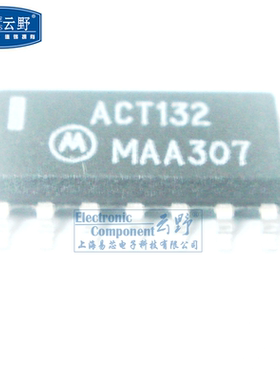 云野
ACT132
M MAA307
Electronic
Component 云野
上海易芯电子科技有限公司